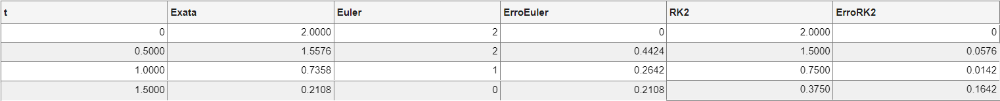 t Exata Euler ErroEuler RK2 ErroRK2
0 2.0000 2 0 2.0000 0
0.5000 1.5576 2 0.4424 1.5000 0.0576
1.0000 0.7358 1 0.2642 0.7500 0.0142
1.5000 0.2108 0 0.2108 0.3750 0.1642